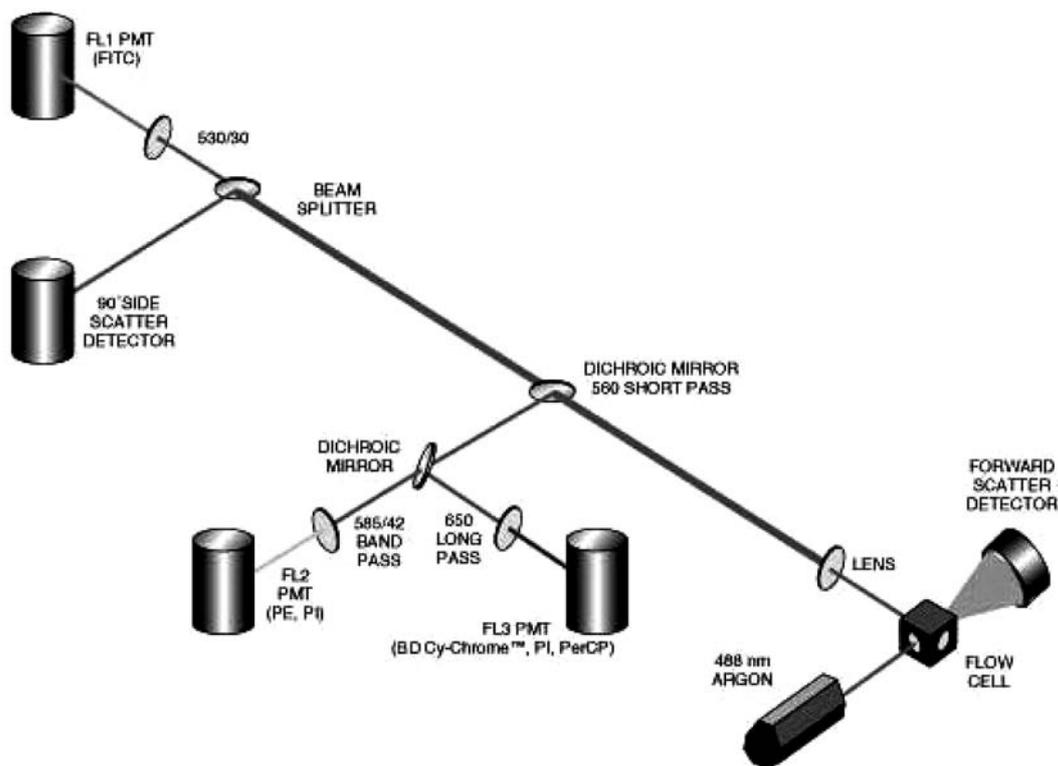 FL1 PMT
(FITC)
530/30
BEAM
SPLITTER
90°SIDE
SCATTER
DETECTOR
DICHROIC MIRROR
560 SHORT PASS
DICHROIC
MIRROR
FORWARD
SCATTER
DETECTOR
585/42
BAND
PASS
650
LONG
PASS
LENS
FL2
PMT
(PE, PI)
FL3 PMT
(BD Cy-Chrome™, PI, PerCP)
488 nm
ARGON
FLOW
CELL